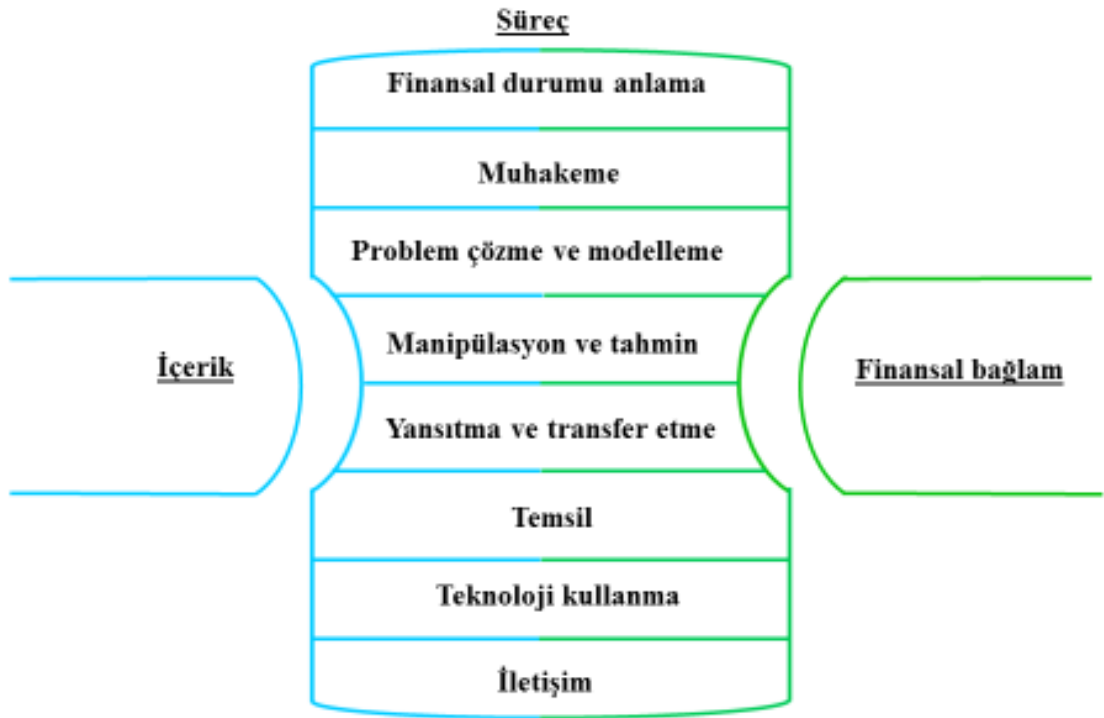 Süreç
Finansal durumu anlama
Muhakeme
Problem çözme ve modelleme
Manipülasyon ve tahmin
İçerik
Finansal bağlam
Yansıtma ve transfer etme
Temsil
Teknoloji kullanma
İletişim